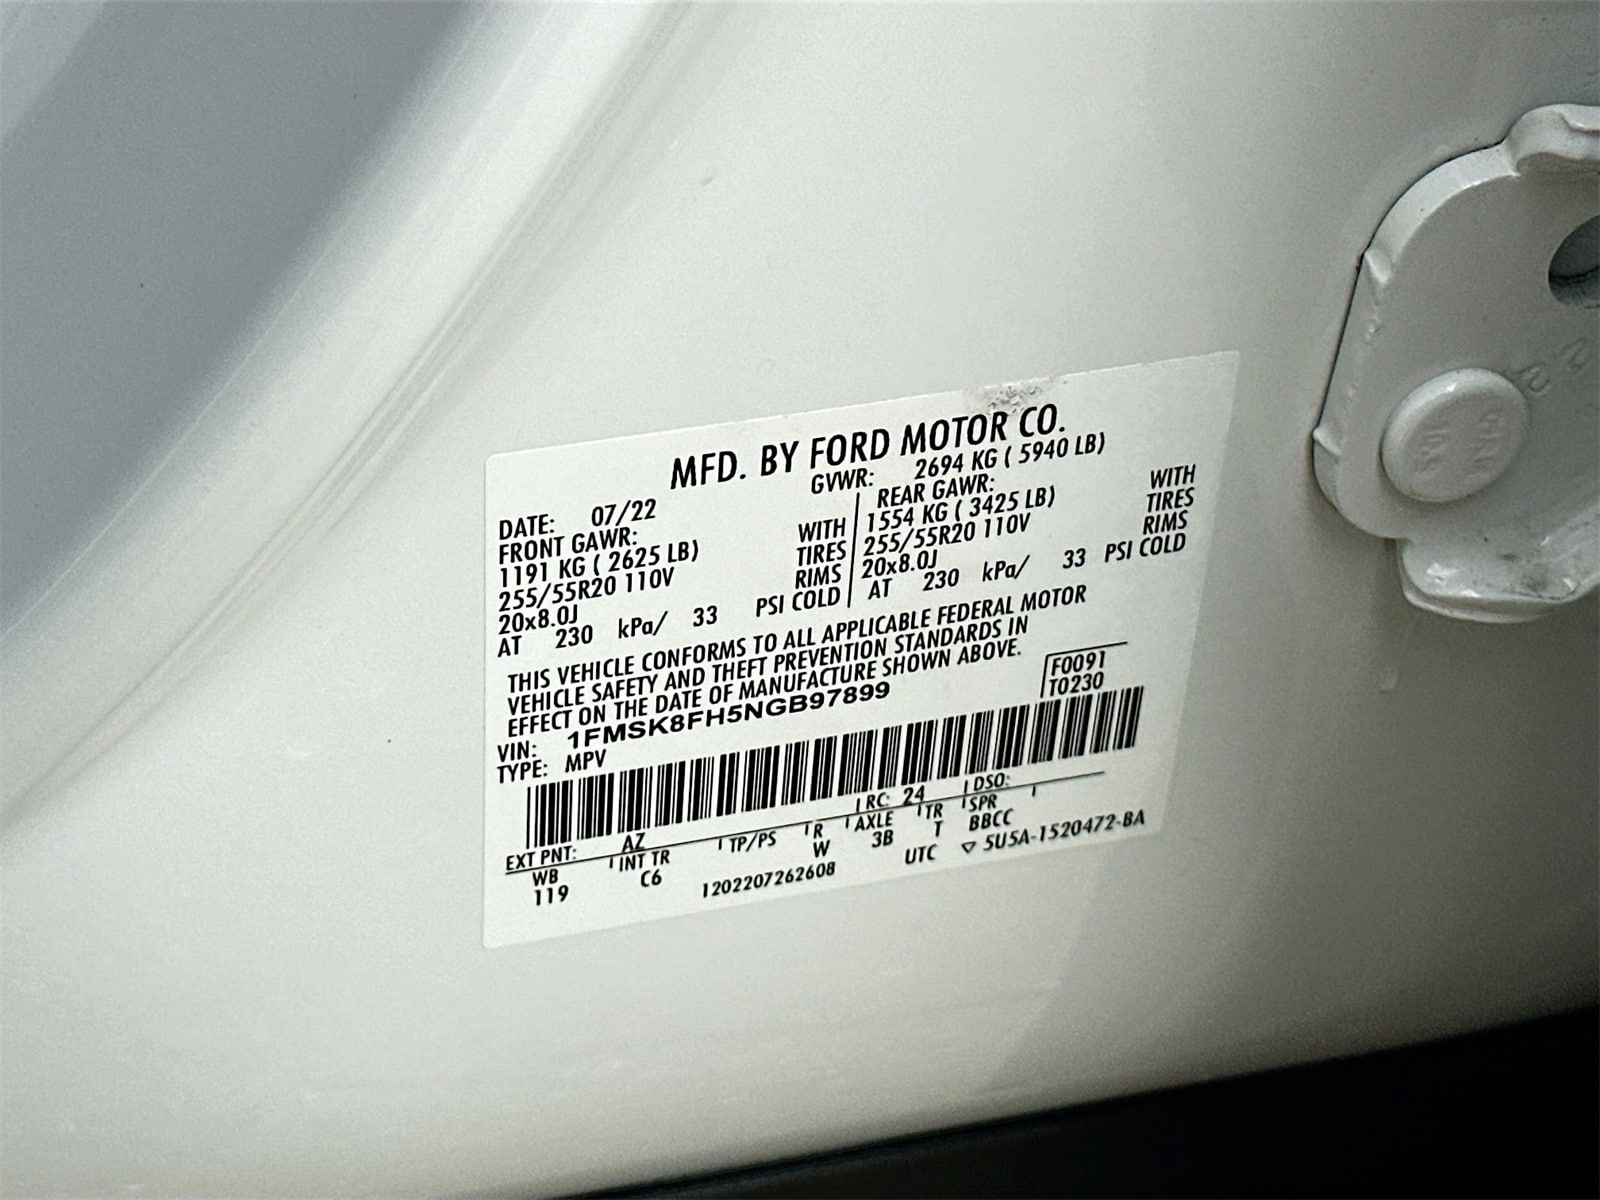 MFD. BY FORD MOTOR CO.
DATE: 07/22 GVWR: 2694 KG ( 5940 LB)
FRONT GAWR: REAR GAWR:
1191 KG ( 2625 LB) WITH 1554 KG ( 3425 LB) WITH
255/55R20 110V TIRES 255/55R20 110V TIRES
20x8.0J RIMS 20x8.0J RIMS
AT 230 kPa/ 33 PSI COLD AT 230 kPa/ 33 PSI COLD
THIS VEHICLE CONFORMS TO ALL APPLICABLE FEDERAL MOTOR
VEHICLE SAFETY AND THEFT PREVENTION STANDARDS IN
EFFECT ON THE DATE OF MANUFACTURE SHOWN ABOVE.
VIN: 1FMSK8FH5NGB97899 F0091
TYPE: MPV T0230
EXT PNT: AZ RC: 24 DSO:
WB INT TR TP/PS R AXLE TR SPR
119 C6 W 3B T BBCC
1202207262608 UTC ▽ 5U5A-1520472-BA